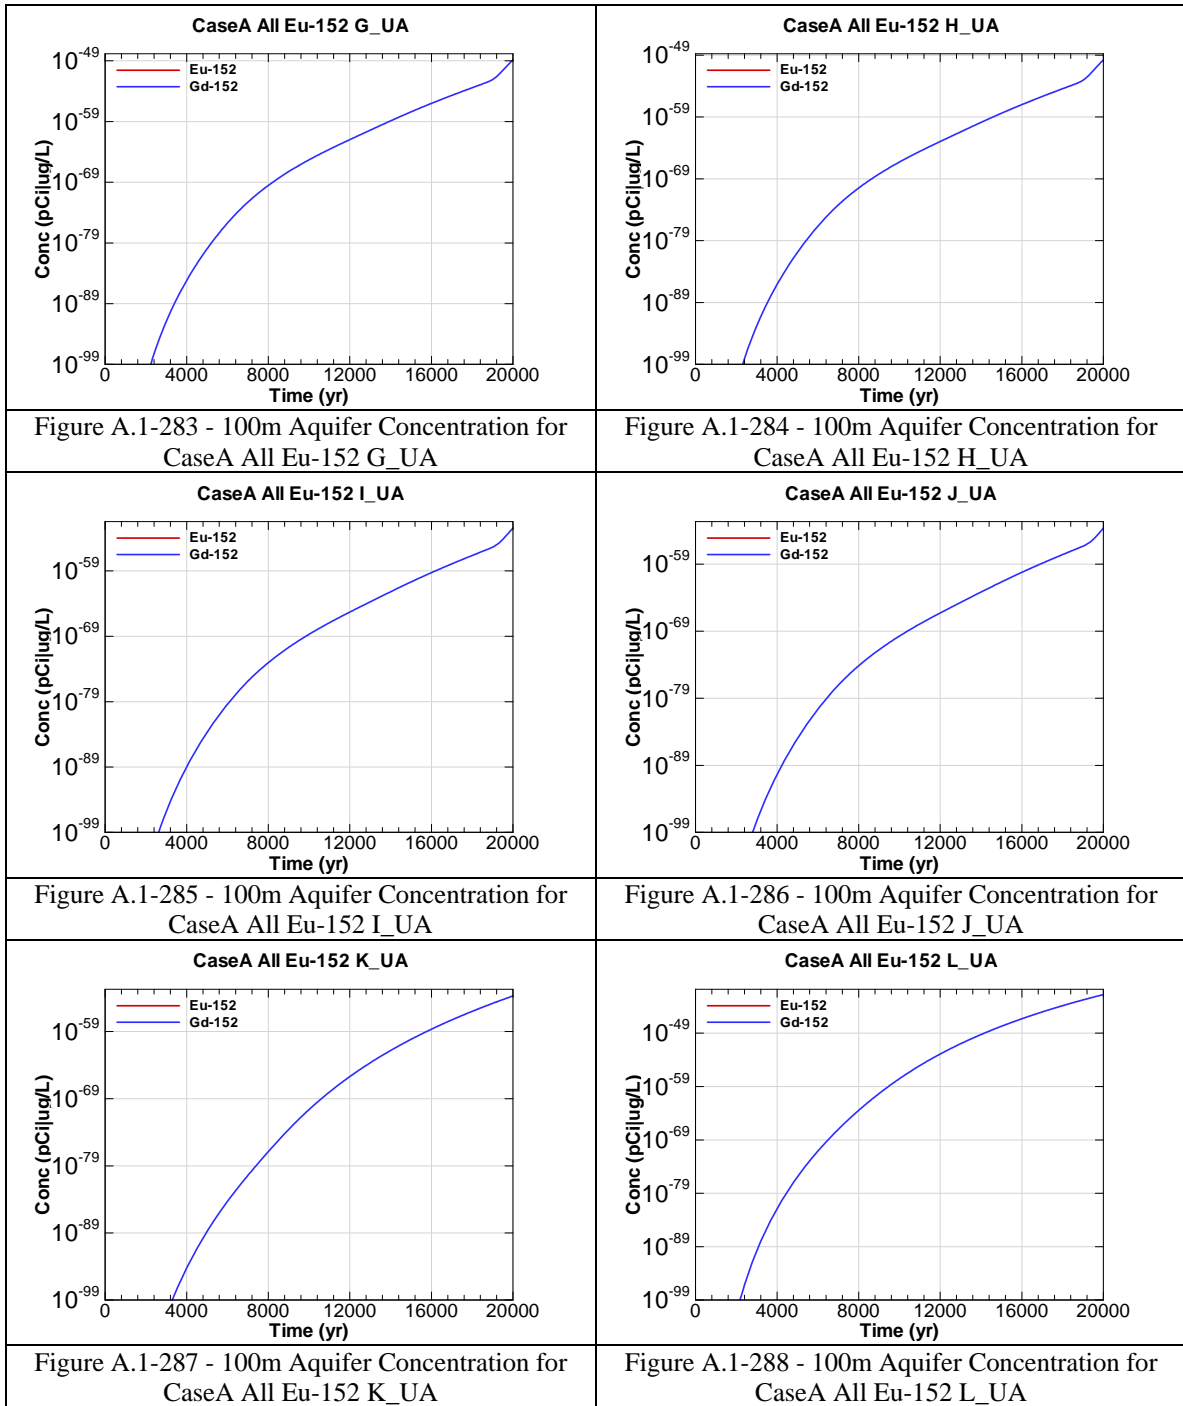 CaseA All Eu-152 G_UA
Eu-152
Gd-152
Conc (pCi|ug/L)
10^-49
10^-59
10^-69
10^-79
10^-89
10^-99
0 4000 8000 12000 16000 20000
Time (yr)
Figure A.1-283 - 100m Aquifer Concentration for
CaseA All Eu-152 G_UA
CaseA All Eu-152 H_UA
Eu-152
Gd-152
Conc (pCi|ug/L)
10^-49
10^-59
10^-69
10^-79
10^-89
10^-99
0 4000 8000 12000 16000 20000
Time (yr)
Figure A.1-284 - 100m Aquifer Concentration for
CaseA All Eu-152 H_UA
CaseA All Eu-152 I_UA
Eu-152
Gd-152
Conc (pCi|ug/L)
10^-59
10^-69
10^-79
10^-89
10^-99
0 4000 8000 12000 16000 20000
Time (yr)
Figure A.1-285 - 100m Aquifer Concentration for
CaseA All Eu-152 I_UA
CaseA All Eu-152 J_UA
Eu-152
Gd-152
Conc (pCi|ug/L)
10^-59
10^-69
10^-79
10^-89
10^-99
0 4000 8000 12000 16000 20000
Time (yr)
Figure A.1-286 - 100m Aquifer Concentration for
CaseA All Eu-152 J_UA
CaseA All Eu-152 K_UA
Eu-152
Gd-152
Conc (pCi|ug/L)
10^-59
10^-69
10^-79
10^-89
10^-99
0 4000 8000 12000 16000 20000
Time (yr)
Figure A.1-287 - 100m Aquifer Concentration for
CaseA All Eu-152 K_UA
CaseA All Eu-152 L_UA
Eu-152
Gd-152
Conc (pCi|ug/L)
10^-49
10^-59
10^-69
10^-79
10^-89
10^-99
0 4000 8000 12000 16000 20000
Time (yr)
Figure A.1-288 - 100m Aquifer Concentration for
CaseA All Eu-152 L_UA